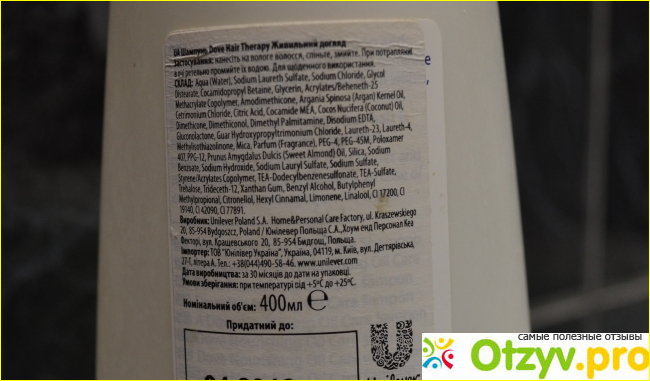 UA Шампунь Dove Hair Therapy Живильний догляд
Застосування: нанесіть на вологе волосся, спіньте, змийте. При потраплянні
в очі ретельно промийте їх водою. Для щоденного використання.
СКЛАД: Aqua (Water), Sodium Laureth Sulfate, Sodium Chloride, Glycol
Distearate, Cocamidopropyl Betaine, Glycerin, Acrylates/Beheneth-25
Methacrylate Copolymer, Amodimethicone, Argania Spinosa (Argan) Kernel Oil,
Cetrimonium Chloride, Citric Acid, Cocamide MEA, Cocos Nucifera (Coconut) Oil,
Dimethicone, Dimethiconol, Dimethyl Palmitamine, Disodium EDTA,
Gluconolactone, Guar Hydroxypropyltrimonium Chloride, Laureth-23, Laureth-4,
Methylisothiazolinone, Mica, Parfum (Fragrance), PEG-4, PEG-45M, Poloxamer
407, PPG-12, Prunus Amygdalus Dulcis (Sweet Almond) Oil, Silica, Sodium
Benzoate, Sodium Hydroxide, Sodium Lauryl Sulfate, Sodium Sulfate,
Styrene/Acrylates Copolymer, TEA-Dodecylbenzenesulfonate, TEA-Sulfate,
Trehalose, Trideceth-12, Xanthan Gum, Benzyl Alcohol, Butylphenyl
Methylpropional, Citronellol, Hexyl Cinnamal, Limonene, Linalool, CI 17200, CI
19140, CI 42090, CI 77891.
Виробник: Unilever Poland S.A. Home&Personal Care Factory, ul. Kraszewskiego
20, 85-954 Bydgoszcz, Poland / Юнілевер Польща С.А., Хоум енд Персонал Кеа
Фекторі, вул. Кращевського 20, 85-954 Бидгощ, Польща.
Імпортер: ТОВ "Юнілівер Україна", Україна, 04119, м. Київ, вул. Дегтярівська,
27-Т, літера А. Тел.: +38(044)490-58-46. www.unilever.com
Дата виробництва: за 30 місяців до дати на упаковці.
Умови зберігання: при температурі від +5°C до +25°C.
Номінальний об'єм: 400мл e
Придатний до:
самые полезные отзывы
Otzyv.pro